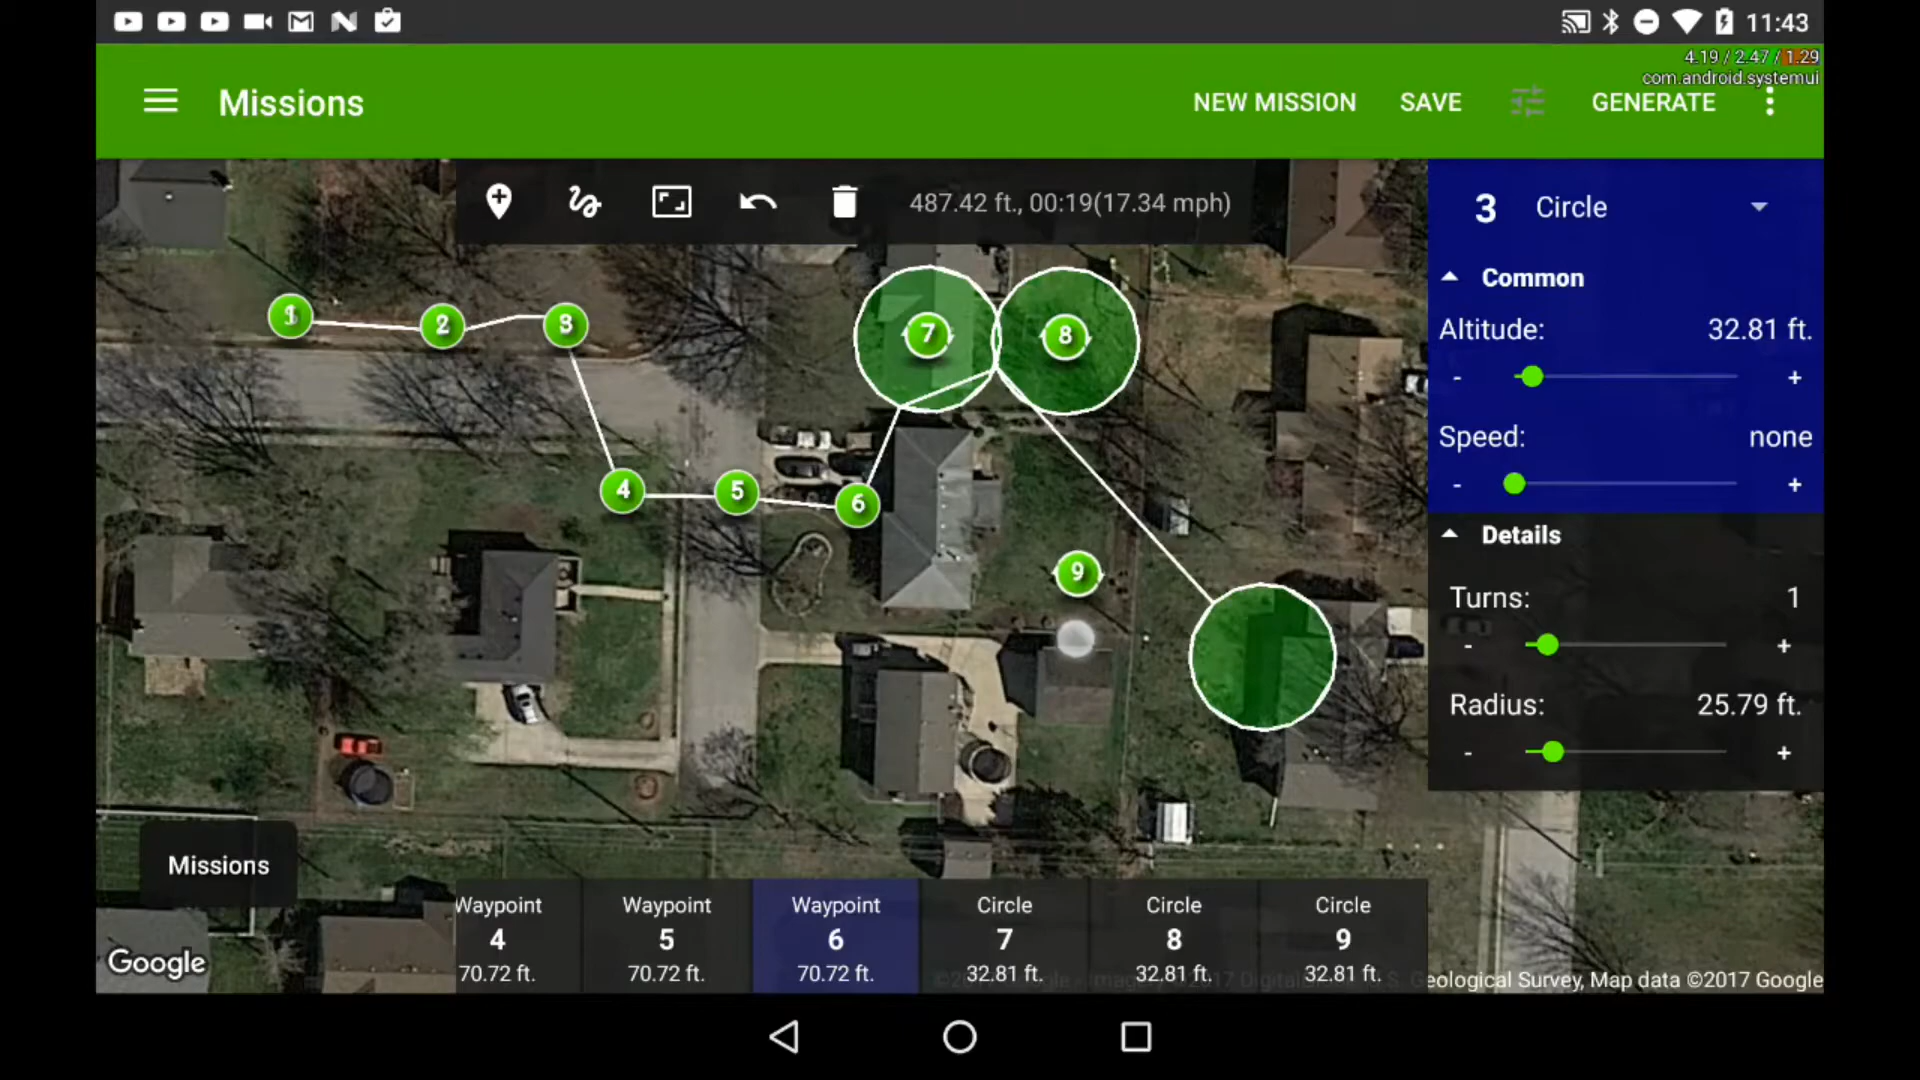 11:43
4.19 / 2.47 / 1.29
com.android.systemui
Missions
NEW MISSION
SAVE
GENERATE
487.42 ft., 00:19(17.34 mph)
3
Circle
Common
Altitude:
32.81 ft.
-
+
Speed:
none
-
+
Details
Turns:
1
-
+
Radius:
25.79 ft.
-
+
1
2
3
4
5
6
7
8
9
Missions
Google
Waypoint
4
70.72 ft.
Waypoint
5
70.72 ft.
Waypoint
6
70.72 ft.
Circle
7
32.81 ft.
Circle
8
32.81 ft.
Circle
9
32.81 ft.
eological Survey, Map data ©2017 Google